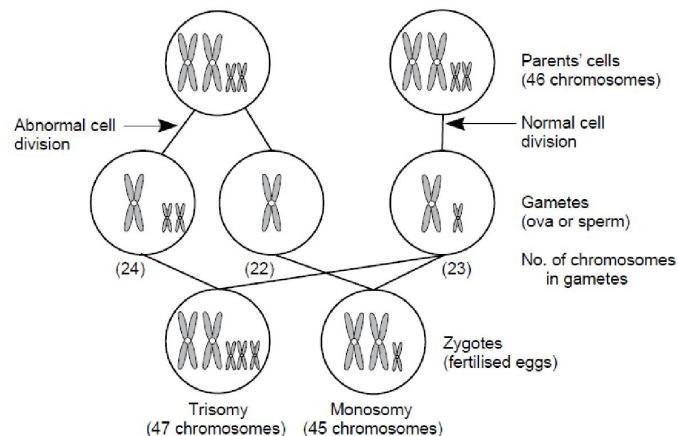 Parents' cells
(46 chromosomes)
Abnormal cell
division
Normal cell
division
Gametes
(ova or sperm)
(24)
(22)
(23)
No. of chromosomes
in gametes
Zygotes
(fertilised eggs)
Trisomy
(47 chromosomes)
Monosomy
(45 chromosomes)